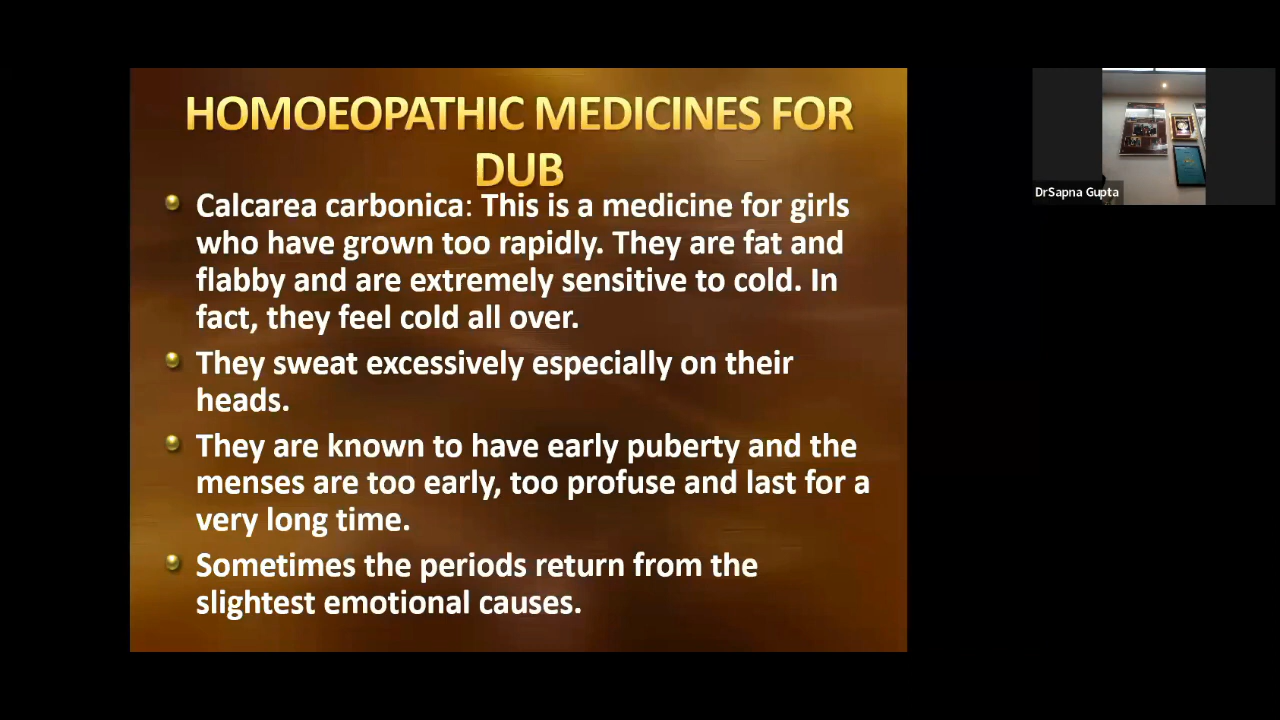 HOMOEOPATHIC MEDICINES FOR
DUB
Calcarea carbonica: This is a medicine for girls
who have grown too rapidly. They are fat and
flabby and are extremely sensitive to cold. In
fact, they feel cold all over.
They sweat excessively especially on their
heads.
They are known to have early puberty and the
menses are too early, too profuse and last for a
very long time.
Sometimes the periods return from the
slightest emotional causes.
DrSapna Gupta